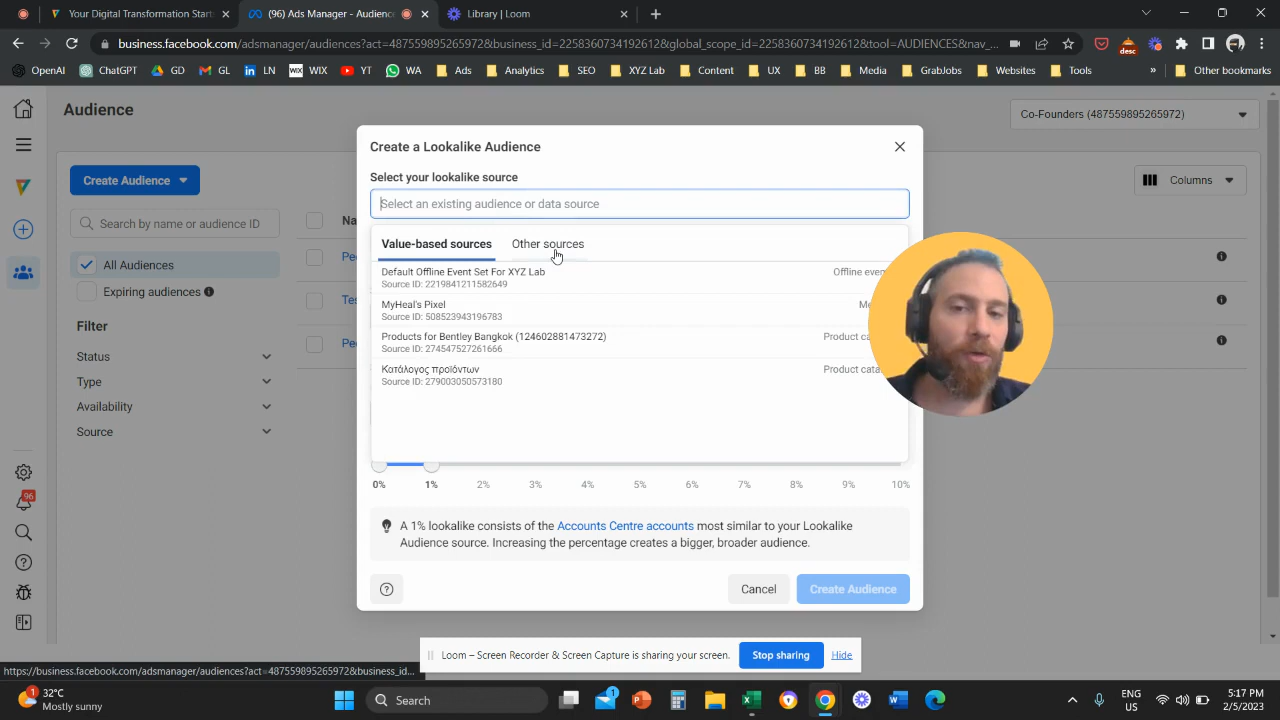 Your Digital Transformation Start
(96) Ads Manager - Audience
Library | Loom
business.facebook.com/adsmanager/audiences?act=487559895265972&business_id=2258360734192612&global_scope_id=2258360734192612&tool=AUDIENCES&nav_...
OpenAI
ChatGPT
GD
GL
LN
WIX
YT
WA
Ads
Analytics
SEO
XYZ Lab
Content
UX
BB
Media
GrabJobs
Websites
Tools
Other bookmarks
desc
Audience
Co-Founders (487559895265972)
Create Audience
Columns
Search by name or audience ID
All Audiences
Expiring audiences
Filter
Status
Type
Availability
Source
96
Create a Lookalike Audience
Select your lookalike source
Select an existing audience or data source
Value-based sources
Other sources
Default Offline Event Set For XYZ Lab
Source ID: 2219841211582649
Offline even
MyHeal's Pixel
Source ID: 508523943196783
Me
Products for Bentley Bangkok (124602881473272)
Source ID: 274547527261666
Product ca
Κατάλογος προϊόντων
Source ID: 279003050573180
Product cata
0%
1%
2%
3%
4%
5%
6%
7%
8%
9%
10%
A 1% lookalike consists of the Accounts Centre accounts most similar to your Lookalike
Audience source. Increasing the percentage creates a bigger, broader audience.
Cancel
Create Audience
Loom – Screen Recorder & Screen Capture is sharing your screen.
Stop sharing
Hide
https://business.facebook.com/adsmanager/audiences?act=487559895265972&business_id...
1
32°C
Mostly sunny
Search
1
ENG
US
5:17 PM
2/5/2023